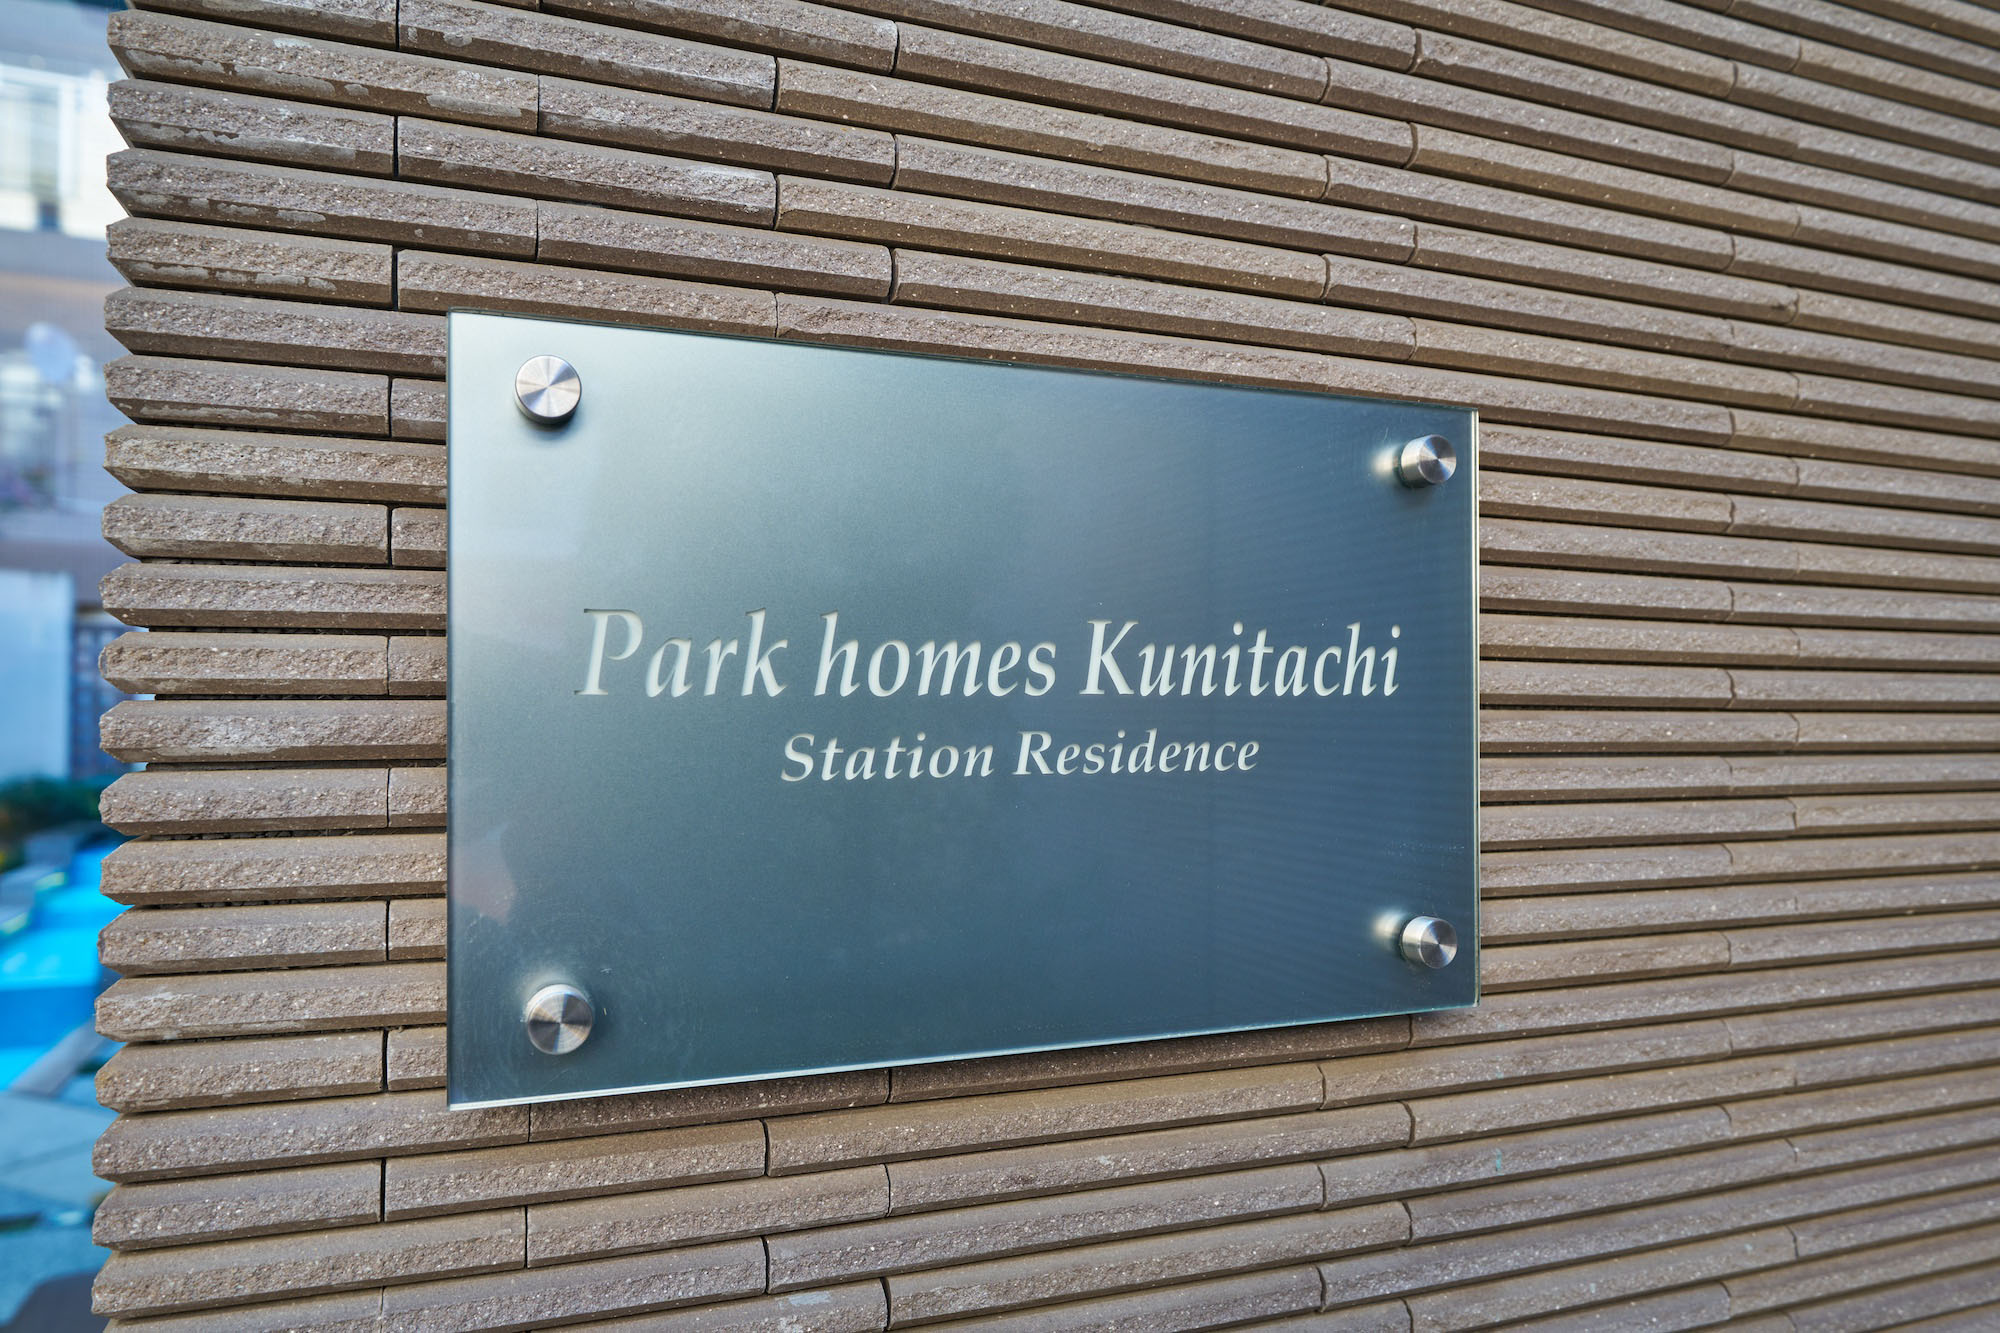 Park homes Kunitachi
Station Residence